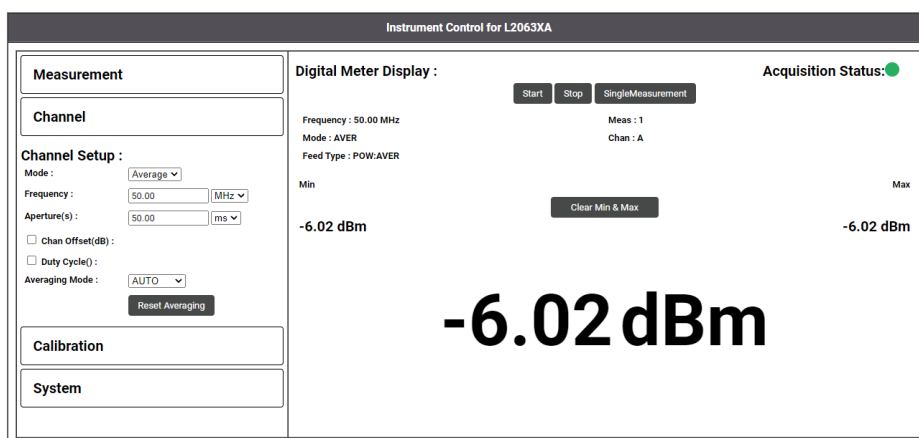 Instrument Control for L2063XA
Measurement
Channel
Channel Setup :
Mode : Average
Frequency : 50.00 MHz
Aperture(s) : 50.00 ms
Chan Offset(dB) :
Duty Cycle() :
Averaging Mode : AUTO
Reset Averaging
Calibration
System
Digital Meter Display :
Acquisition Status:
Start Stop SingleMeasurement
Frequency : 50.00 MHz Meas : 1
Mode : AVER Chan : A
Feed Type : POW:AVER
Min Max
Clear Min & Max
-6.02 dBm -6.02 dBm
-6.02 dBm